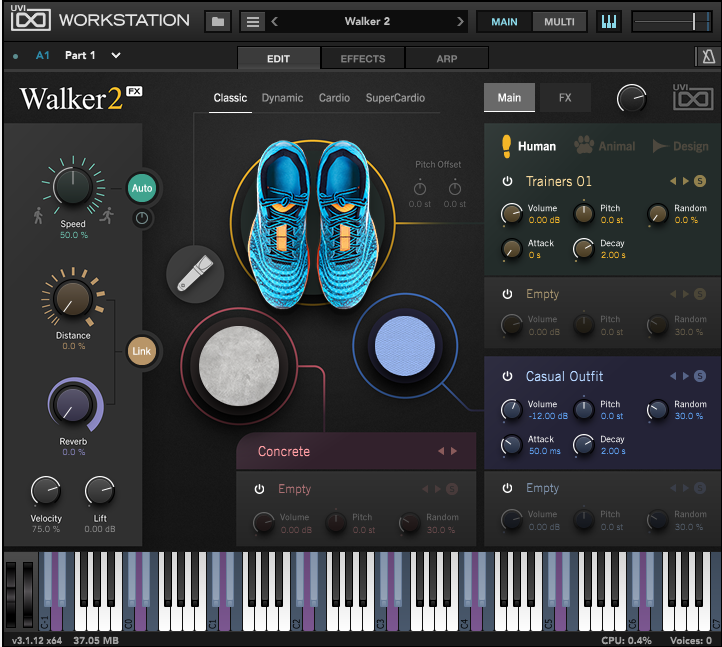 UVI WORKSTATION
Walker 2
MAIN MULTI
A1 Part 1
EDIT EFFECTS ARP
Walker2 FX
Classic Dynamic Cardio SuperCardio
Main FX
UVI
Human Animal Design
Auto
Speed
50.0 %
Pitch Offset
0.0 st 0.0 st
Trainers 01 S
Volume 0.00 dB Pitch 0.0 st Random 0.0 %
Attack 0 s Decay 2.00 s
Distance
0.0 %
Link
Empty S
Volume 0.00 dB Pitch 0.0 st Random 30.0 %
Reverb
0.0 %
Casual Outfit S
Volume -12.00 dB Pitch 0.0 st Random 30.0 %
Attack 50.0 ms Decay 2.00 s
Concrete
Velocity
75.0 %
Lift
0.00 dB
Empty S
Volume 0.00 dB Pitch 0.0 st Random 30.0 %
Empty S
Volume 0.00 dB Pitch 0.0 st Random 30.0 %
C-1 C0 C1 C2 C3 C4 C5 C6 C7
v3.1.12 x64 37.05 MB CPU: 0.4% Voices: 0